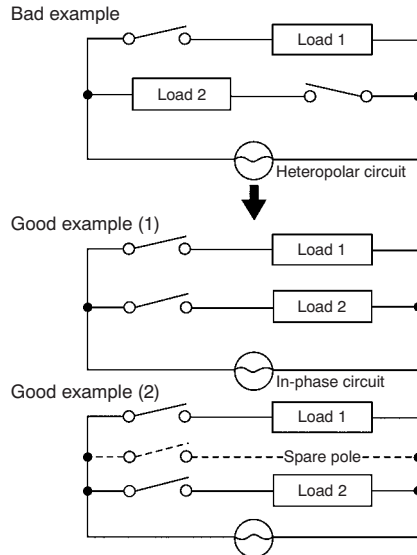 Bad example
Load 1
Load 2
Heteropolar circuit
Good example (1)
Load 1
Load 2
In-phase circuit
Good example (2)
Load 1
Spare pole
Load 2